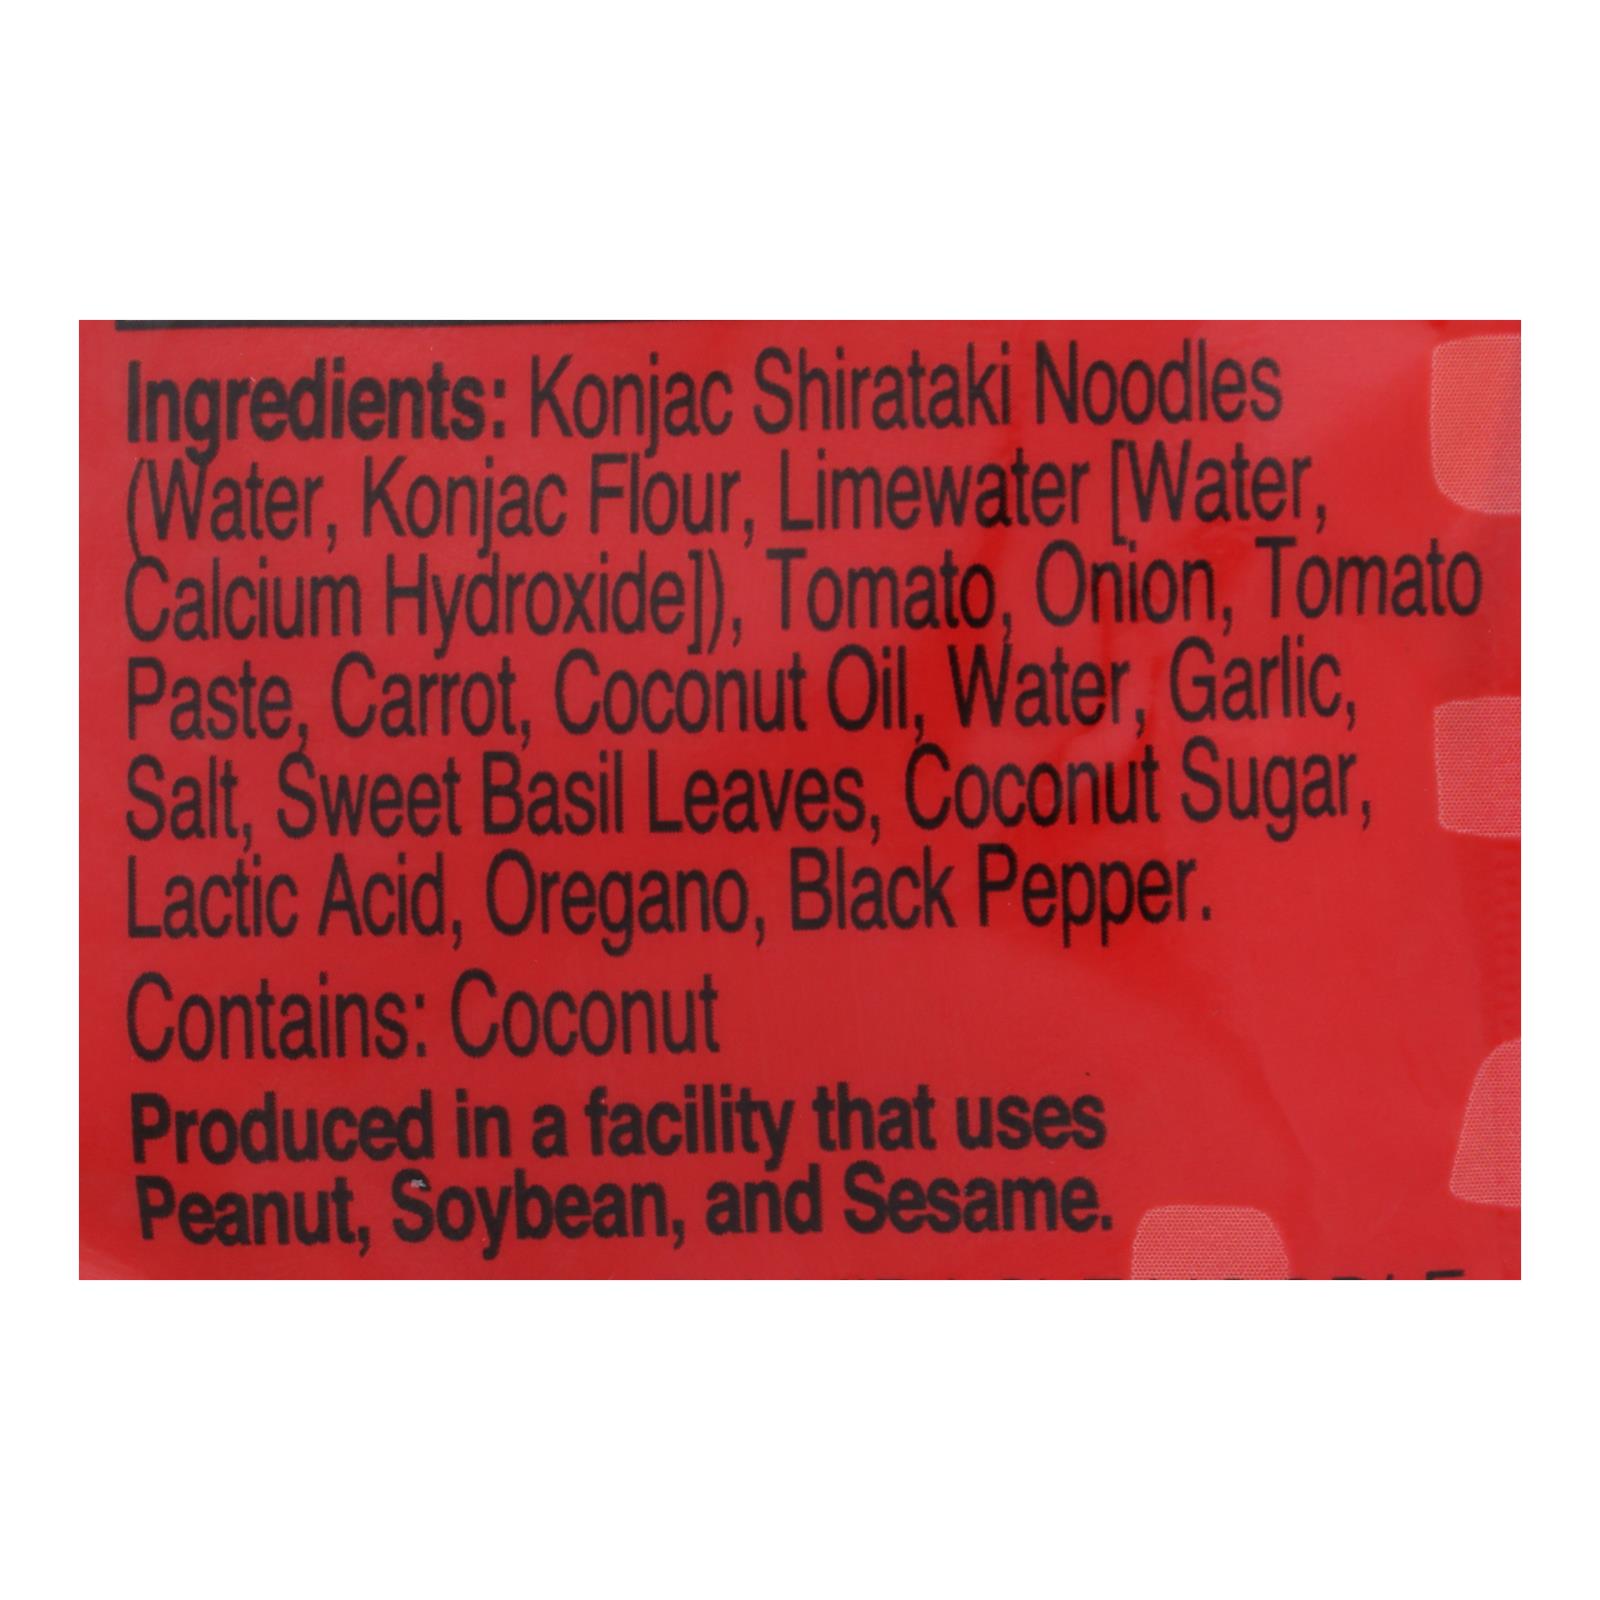 Ingredients: Konjac Shirataki Noodles
(Water, Konjac Flour, Limewater [Water,
Calcium Hydroxide]), Tomato, Onion, Tomato
Paste, Carrot, Coconut Oil, Water, Garlic,
Salt, Sweet Basil Leaves, Coconut Sugar,
Lactic Acid, Oregano, Black Pepper.
Contains: Coconut
Produced in a facility that uses
Peanut, Soybean, and Sesame.